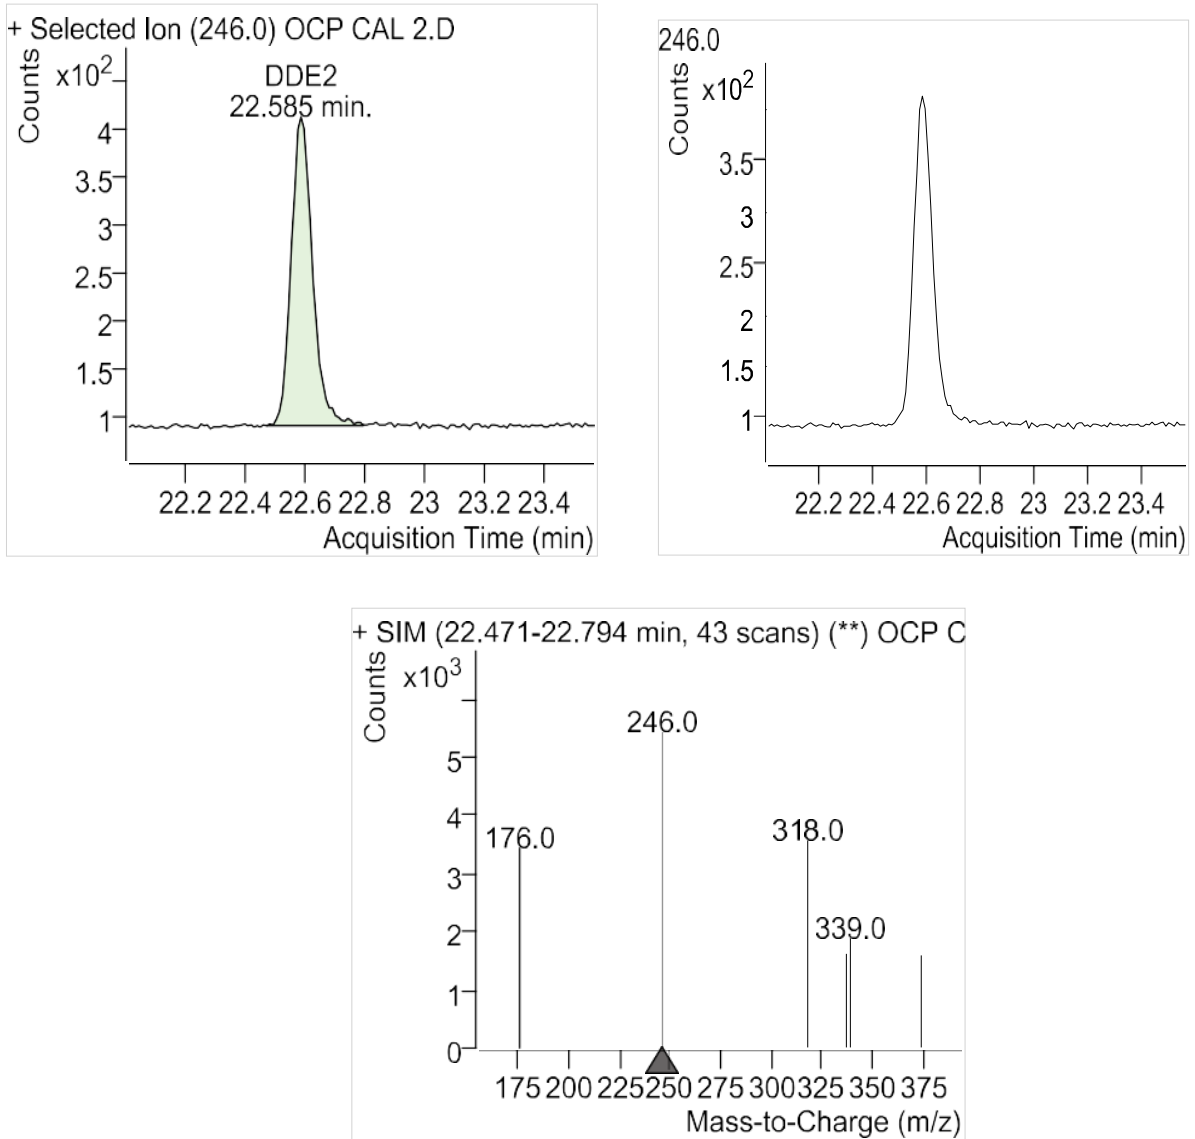 + Selected Ion (246.0) OCP CAL 2.D
Counts
x10²
DDE2
22.585 min.
4
3.5
3
2.5
2
1.5
1
22.2 22.4 22.6 22.8 23 23.2 23.4
Acquisition Time (min)
246.0
Counts
x10²
3.5
3
2.5
2
1.5
1
22.2 22.4 22.6 22.8 23 23.2 23.4
Acquisition Time (min)
+ SIM (22.471-22.794 min, 43 scans) (**) OCP C
Counts
x10³
246.0
5
4
176.0
318.0
3
339.0
2
1
0
175 200 225 250 275 300 325 350 375
Mass-to-Charge (m/z)